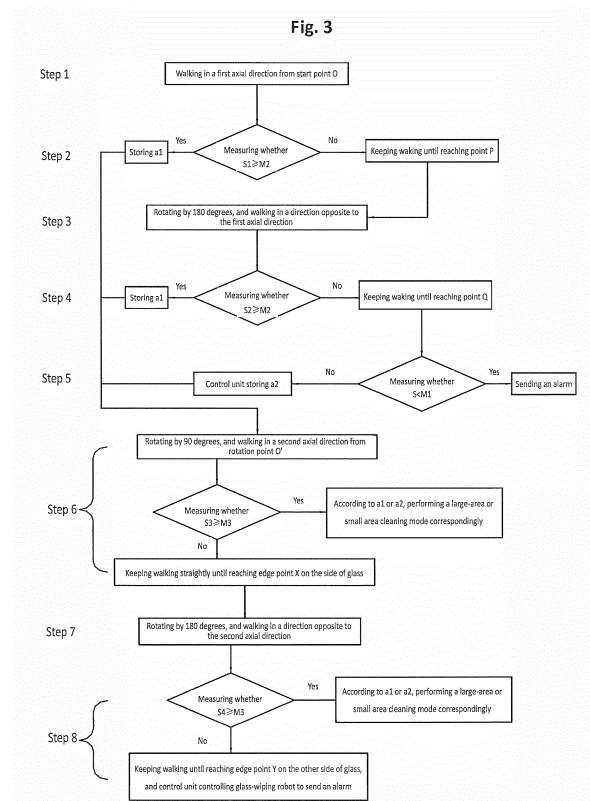 Fig. 3
Step 1
Walking in a first axial direction from start point O
Step 2
Storing a1
Yes
Measuring whether
S1⩾M2
No
Keeping waking until reaching point P
Step 3
Rotating by 180 degrees, and walking in a direction opposite to
the first axial direction
Step 4
Storing a1
Yes
Measuring whether
S2⩾M2
No
Keeping waking until reaching point Q
Step 5
Control unit storing a2
No
Measuring whether
S<M1
Yes
Sending an alarm
Rotating by 90 degrees, and walking in a second axial direction from
rotation point O'
Step 6
Measuring whether
S3⩾M3
Yes
According to a1 or a2, performing a large-area or
small area cleaning mode correspondingly
No
Keeping walking straightly until reaching edge point X on the side of glass
Step 7
Rotating by 180 degrees, and walking in a direction opposite to
the second axial direction
Step 8
Measuring whether
S4⩾M3
Yes
According to a1 or a2, performing a large-area or
small area cleaning mode correspondingly
No
Keeping walking until reaching edge point Y on the other side of glass,
and control unit controlling glass-wiping robot to send an alarm